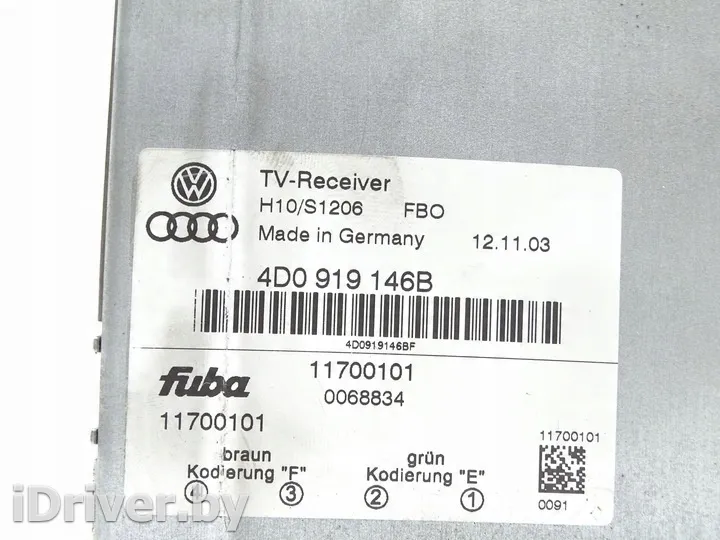 TV-Receiver
H10/S1206 FBO
Made in Germany 12.11.03
4D0 919 146B
4D0919146BF
fuba 11700101
0068834
11700101
11700101
braun grün
Kodierung "F" Kodierung "E"
④ ③ ② ①
0091
iDriver.by